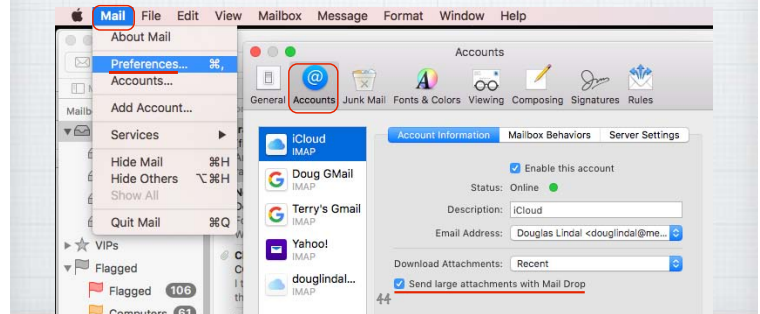 Mail File Edit View Mailbox Message Format Window Help
About Mail
Preferences... ⌘,
Accounts...
Add Account...
Services ▶
Hide Mail ⌘H
Hide Others ⌥⌘H
Show All
Quit Mail ⌘Q
Mailb
VIPs
Flagged
Flagged 106
Computers 61
Accounts
General Accounts Junk Mail Fonts & Colors Viewing Composing Signatures Rules
iCloud
IMAP
Doug GMail
IMAP
Terry's Gmail
IMAP
Yahoo!
IMAP
douglindal...
IMAP
Account Information Mailbox Behaviors Server Settings
Enable this account
Status: Online
Description: iCloud
Email Address: Douglas Lindal <douglindal@me...
Download Attachments: Recent
Send large attachments with Mail Drop
44